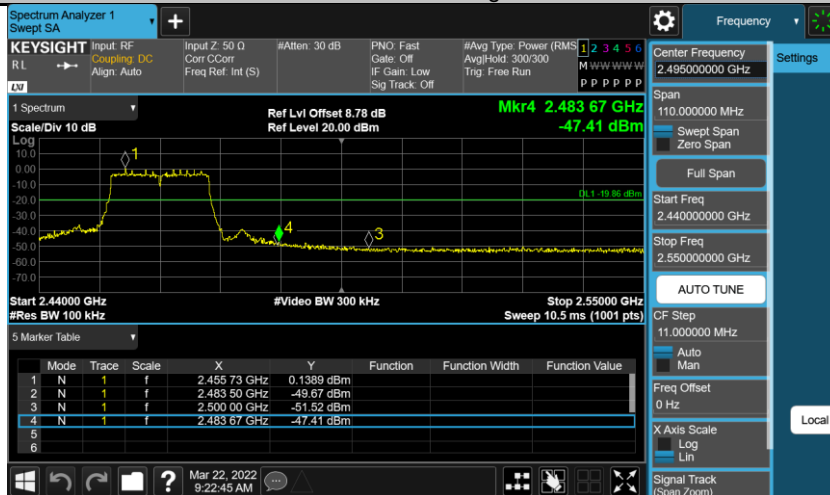 Spectrum Analyzer 1
Swept SA
Frequency
KEYSIGHT
RL
LXI
Input: RF
Coupling: DC
Align: Auto
Input Z: 50 Ω
Corr CCorr
Freq Ref: Int (S)
#Atten: 30 dB
PNO: Fast
Gate: Off
IF Gain: Low
Sig Track: Off
#Avg Type: Power (RMS
Avg|Hold: 300/300
Trig: Free Run
1 2 3 4 5 6
M W W W W W
P P P P P P
1 Spectrum
Scale/Div 10 dB
Ref Lvl Offset 8.78 dB
Ref Level 20.00 dBm
Mkr4 2.483 67 GHz
-47.41 dBm
Log
10.0
0.00
-10.0
-20.0
-30.0
-40.0
-50.0
-60.0
-70.0
1
4
3
DL1 -19.86 dBm
Start 2.44000 GHz
#Res BW 100 kHz
#Video BW 300 kHz
Stop 2.55000 GHz
Sweep 10.5 ms (1001 pts)
5 Marker Table
Mode Trace Scale X Y Function Function Width Function Value
1 N 1 f 2.455 73 GHz 0.1389 dBm
2 N 1 f 2.483 50 GHz -49.67 dBm
3 N 1 f 2.500 00 GHz -51.52 dBm
4 N 1 f 2.483 67 GHz -47.41 dBm
5
6
?
Mar 22, 2022
9:22:45 AM
Center Frequency
2.495000000 GHz
Settings
Span
110.000000 MHz
Swept Span
Zero Span
Full Span
Start Freq
2.440000000 GHz
Stop Freq
2.550000000 GHz
AUTO TUNE
CF Step
11.000000 MHz
Auto
Man
Freq Offset
0 Hz
Local
X Axis Scale
Log
Lin
Signal Track
(Span Zoom)